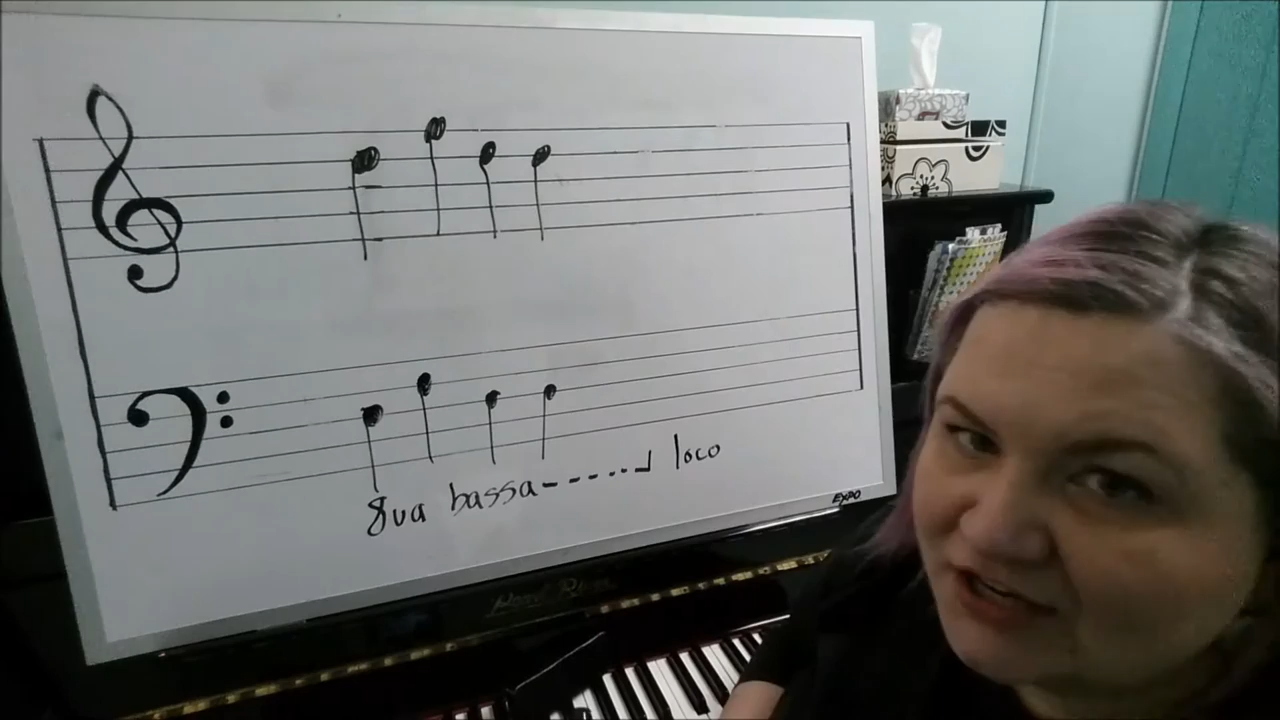 8va bassa-------┘ loco
EXPO